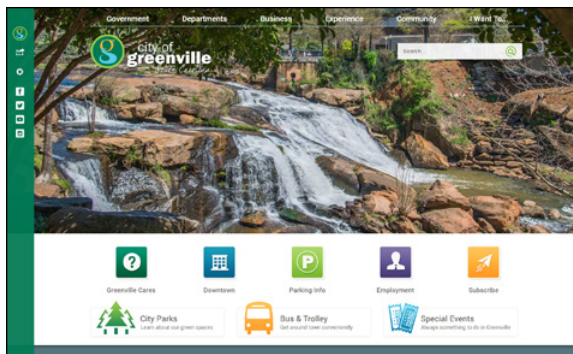 Government Departments Business Experience Community I Want To...
city of
greenville
South Carolina
Search...
Greenville Cares Downtown Parking Info Employment Subscribe
City Parks
Learn about our green spaces
Bus & Trolley
Get around town conveniently
Special Events
Always something to do in Greenville